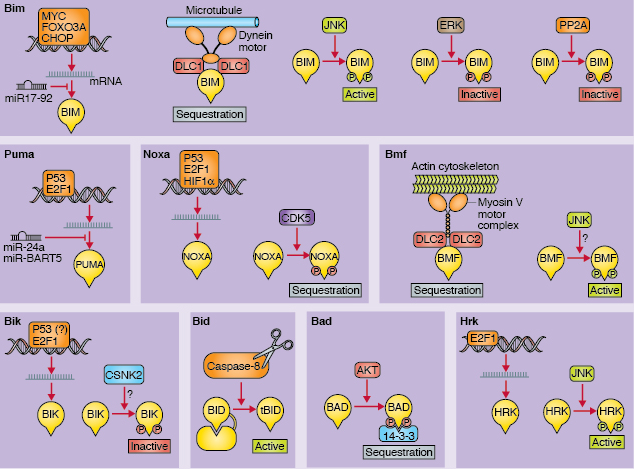 Bim
MYC
FOXO3A
CHOP
mRNA
miR17-92
BIM
Microtubule
Dynein
motor
DLC1 DLC1
BIM
Sequestration
JNK
BIM BIM
P P
Active
ERK
BIM BIM
P P
Inactive
PP2A
BIM BIM
P P
Inactive
Puma
P53
E2F1
miR-24a
miR-BART5
PUMA
Noxa
P53
E2F1
HIF1α
NOXA
CDK5
NOXA NOXA
P P
Sequestration
Bmf
Actin cytoskeleton
Myosin V
motor
complex
DLC2 DLC2
BMF
Sequestration
JNK
?
BMF BMF
P P
Active
Bik
P53 (?)
E2F1
BIK
CSNK2
?
BIK BIK
P P
Inactive
Bid
Caspase-8
BID tBID
Active
Bad
AKT
BAD BAD
P P
14-3-3
Sequestration
Hrk
E2F1
HRK
JNK
HRK HRK
P P
Active